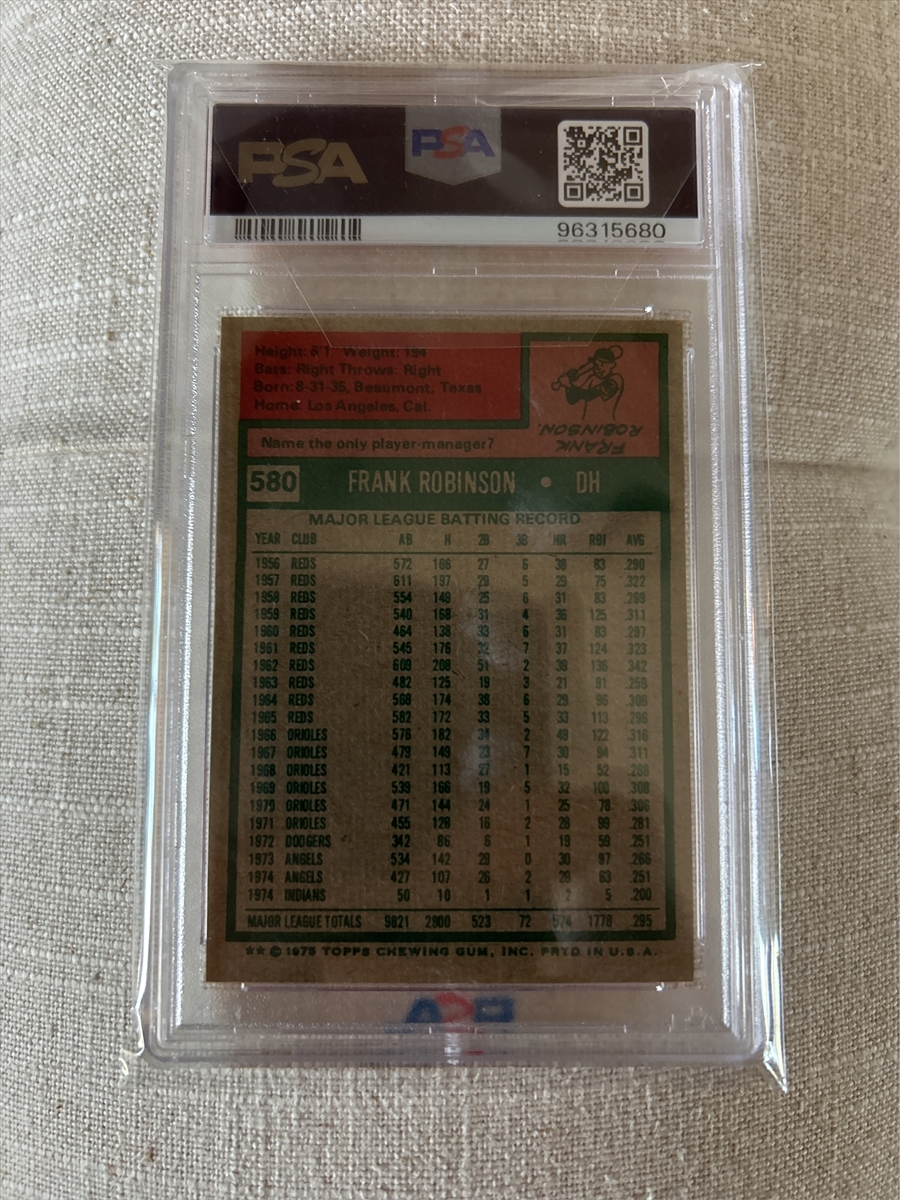 PSA
PSA
96315680
Height: 6'1 Weight: 194
Bats: Right Throws: Right
Born: 8-31-35, Beaumont, Texas
Home: Los Angeles, Cal.
Name the only player-manager?
FRANK
ROBINSON.
580 FRANK ROBINSON • DH
MAJOR LEAGUE BATTING RECORD
YEAR CLUB AB H 2B 3B HR RBI AVG
1956 REDS 572 166 27 6 38 83 .290
1957 REDS 611 197 29 5 29 75 .322
1958 REDS 554 149 25 6 31 83 .269
1959 REDS 540 168 31 4 36 125 .311
1960 REDS 464 138 33 6 31 83 .297
1961 REDS 545 176 32 7 37 124 .323
1962 REDS 609 208 51 2 39 136 .342
1963 REDS 482 125 19 3 21 91 .259
1964 REDS 568 174 38 6 29 96 .306
1965 REDS 582 172 33 5 33 113 .296
1966 ORIOLES 576 182 34 2 49 122 .316
1967 ORIOLES 479 149 23 7 30 94 .311
1968 ORIOLES 421 113 27 1 15 52 .268
1969 ORIOLES 539 166 19 5 32 100 .308
1970 ORIOLES 471 144 24 1 25 78 .306
1971 ORIOLES 455 128 16 2 28 99 .281
1972 DODGERS 342 86 6 1 19 59 .251
1973 ANGELS 534 142 29 0 30 97 .266
1974 ANGELS 427 107 26 2 20 63 .251
1974 INDIANS 50 10 1 1 2 5 .200
MAJOR LEAGUE TOTALS 9821 2900 523 72 574 1778 .295
★★ © 1975 TOPPS CHEWING GUM, INC. PRTD IN U.S.A.
PSA